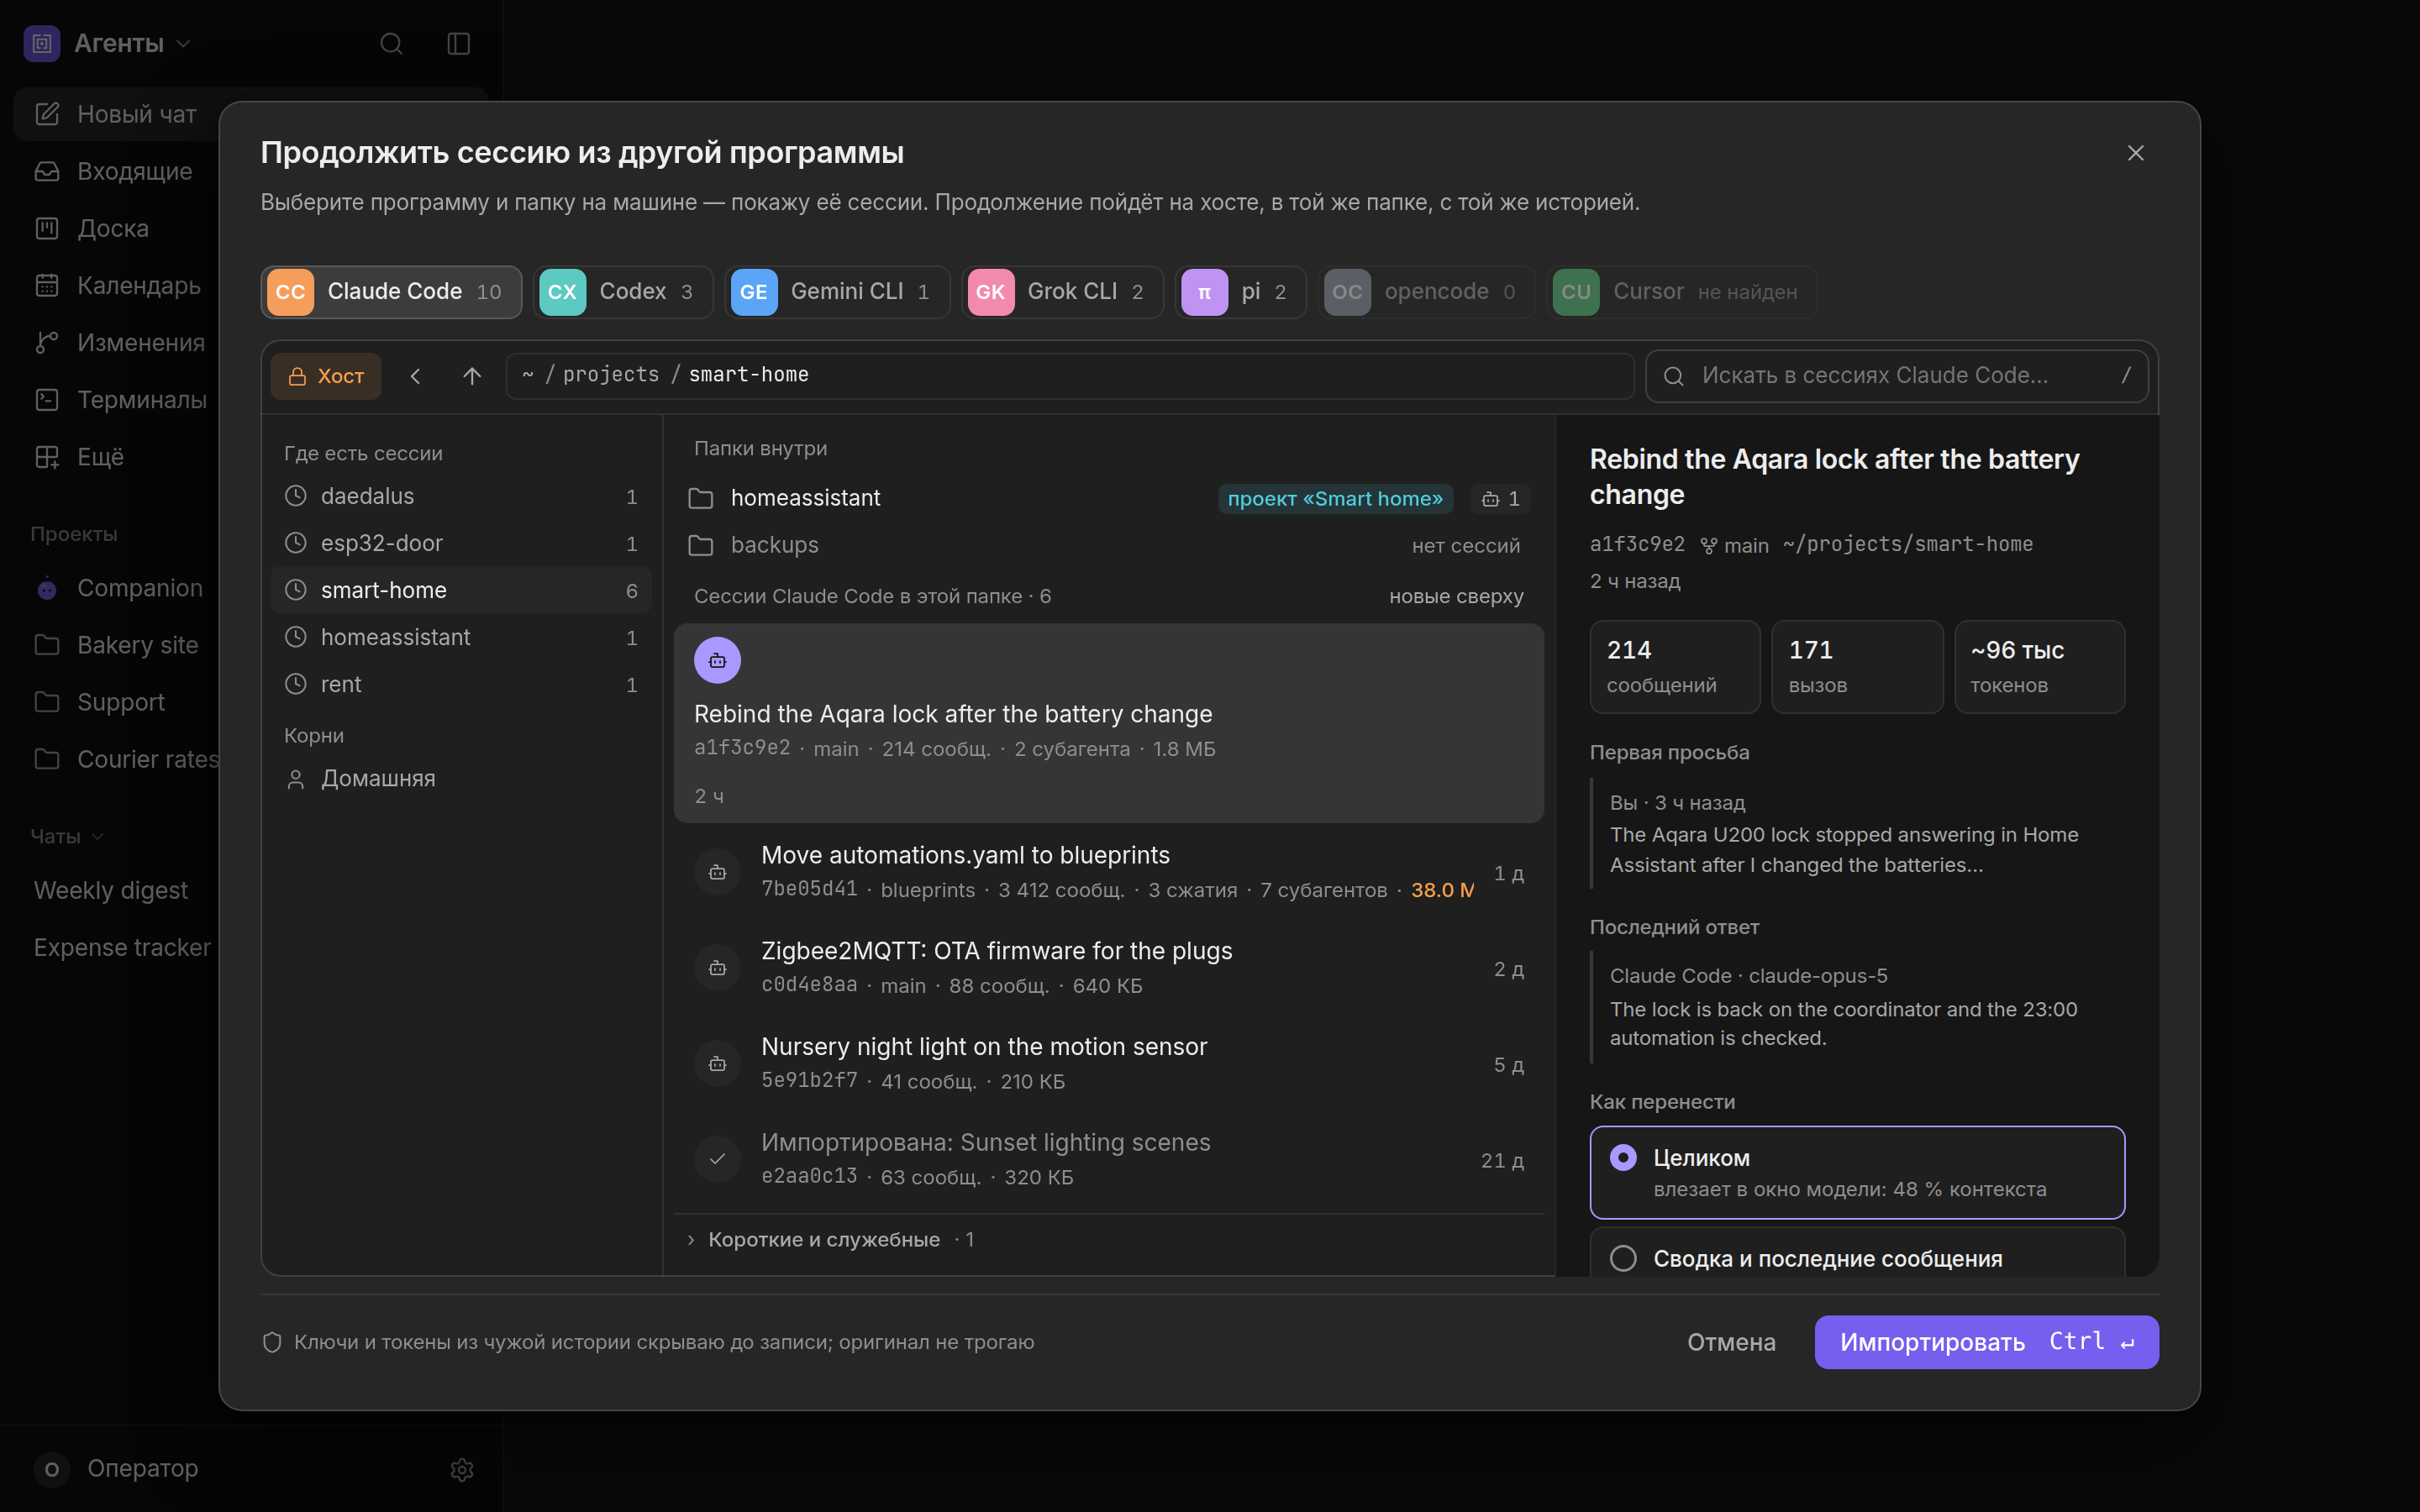 Агенты
Новый чат
Входящие
Доска
Календарь
Изменения
Терминалы
Ещё
Проекты
Companion
Bakery site
Support
Courier rates
Чаты
Weekly digest
Expense tracker
О Оператор
Продолжить сессию из другой программы
Выберите программу и папку на машине — покажу её сессии. Продолжение пойдёт на хосте, в той же папке, с той же историей.
CC Claude Code 10
CX Codex 3
GE Gemini CLI 1
GK Grok CLI 2
π pi 2
OC opencode 0
CU Cursor не найден
Хост
~ / projects / smart-home
Искать в сессиях Claude Code... /
Где есть сессии
daedalus 1
esp32-door 1
smart-home 6
homeassistant 1
rent 1
Корни
Домашняя
Папки внутри
homeassistant проект «Smart home» 1
backups нет сессий
Сессии Claude Code в этой папке · 6 новые сверху
Rebind the Aqara lock after the battery change
a1f3c9e2 · main · 214 сообщ. · 2 субагента · 1.8 МБ
2 ч
Move automations.yaml to blueprints
7be05d41 · blueprints · 3 412 сообщ. · 3 сжатия · 7 субагентов · 38.0 М
1 д
Zigbee2MQTT: OTA firmware for the plugs
c0d4e8aa · main · 88 сообщ. · 640 КБ
2 д
Nursery night light on the motion sensor
5e91b2f7 · 41 сообщ. · 210 КБ
5 д
Импортирована: Sunset lighting scenes
e2aa0c13 · 63 сообщ. · 320 КБ
21 д
Короткие и служебные · 1
Rebind the Aqara lock after the battery
change
a1f3c9e2 main ~/projects/smart-home
2 ч назад
214 сообщений
171 вызов
~96 тыс токенов
Первая просьба
Вы · 3 ч назад
The Aqara U200 lock stopped answering in Home
Assistant after I changed the batteries...
Последний ответ
Claude Code · claude-opus-5
The lock is back on the coordinator and the 23:00
automation is checked.
Как перенести
Целиком
влезает в окно модели: 48 % контекста
Сводка и последние сообщения
Ключи и токены из чужой истории скрываю до записи; оригинал не трогаю
Отмена
Импортировать Ctrl ↵